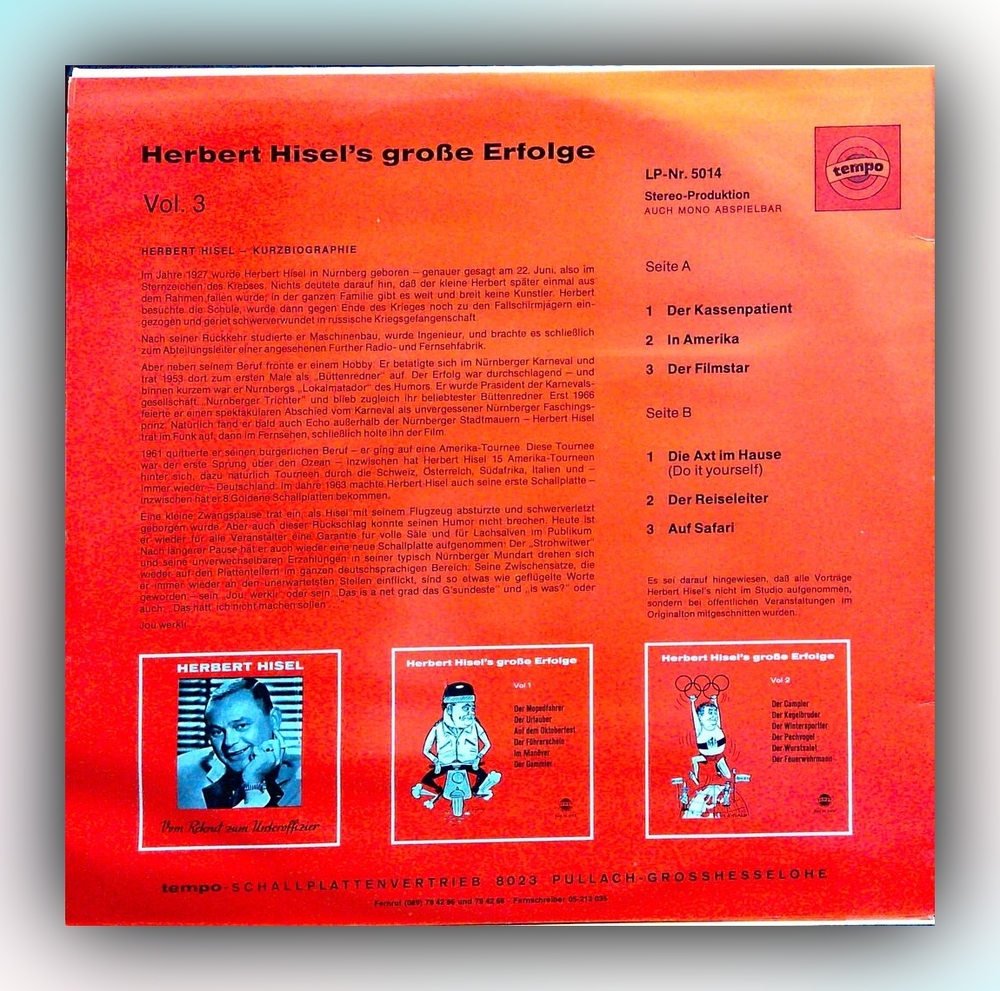 Herbert Hisel's große Erfolge
Vol. 3
LP-Nr. 5014
Stereo-Produktion
AUCH MONO ABSPIELBAR
tempo
HERBERT HISEL – KURZBIOGRAPHIE
Im Jahre 1927 wurde Herbert Hisel in Nürnberg geboren – genauer gesagt am 22. Juni, also im
Sternzeichen des Krebses. Nichts deutete darauf hin, daß der kleine Herbert später einmal aus
dem Rahmen fallen würde; in der ganzen Familie gibt es weit und breit keine Künstler. Herbert
besuchte die Schule, wurde dann gegen Ende des Krieges noch zu den Fallschirmjägern ein-
gezogen und geriet schwerverwundet in russische Kriegsgefangenschaft.
Nach seiner Rückkehr studierte er Maschinenbau, wurde Ingenieur, und brachte es schließlich
zum Abteilungsleiter einer angesehenen Fürther Radio- und Fernsehfabrik.
Aber neben seinem Beruf frönte er einem Hobby: Er betätigte sich im Nürnberger Karneval und
trat 1953 dort zum ersten Male als „Büttenredner" auf. Der Erfolg war durchschlagend – und
binnen kurzem war er Nürnbergs „Lokalmatador" des Humors. Er wurde Präsident der Karnevals-
gesellschaft „Nürnberger Trichter" und blieb zugleich ihr beliebtester Büttenredner. Erst 1966
feierte er einen spektakulären Abschied vom Karneval als unvergessener Nürnberger Faschings-
prinz. Natürlich fand er bald auch Echo außerhalb der Nürnberger Stadtmauern – Herbert Hisel
trat im Funk auf, dann im Fernsehen, schließlich holte ihn der Film.
1961 quittierte er seinen bürgerlichen Beruf – er ging auf eine Amerika-Tournee. Diese Tournee
war der erste Sprung über den Ozean – inzwischen hat Herbert Hisel 15 Amerika-Tourneen
hinter sich, dazu natürlich Tourneen durch die Schweiz, Österreich, Südafrika, Italien und –
immer wieder – Deutschland. Im Jahre 1963 machte Herbert Hisel auch seine erste Schallplatte –
inzwischen hat er 8 Goldene Schallplatten bekommen.
Eine kleine Zwangspause trat ein, als Hisel mit seinem Flugzeug abstürzte und schwerverletzt
geborgen wurde. Aber auch dieser Rückschlag konnte seinen Humor nicht brechen. Heute ist
er wieder für alle Veranstalter eine Garantie für volle Säle und für Lachsalven im Publikum.
Nach längerer Pause hat er auch wieder eine neue Schallplatte aufgenommen: Der „Strohwitwer"
und seine unverwechselbaren Erzählungen in seiner typisch Nürnberger Mundart drehen sich
wieder auf den Plattentellern im ganzen deutschsprachigen Bereich. Seine Zwischensätze, die
er immer wieder an den unerwartetsten Stellen einflickt, sind so etwas wie geflügelte Worte
geworden – sein „Jou, werkli" oder sein „Das is a net grad das G'sundeste" und „is was?" oder
auch: „Das hätt' ich nicht machen sollen".
Jou werkli
Seite A
1 Der Kassenpatient
2 In Amerika
3 Der Filmstar
Seite B
1 Die Axt im Hause
(Do it yourself)
2 Der Reiseleiter
3 Auf Safari
Es sei darauf hingewiesen, daß alle Vorträge
Herbert Hisel's nicht im Studio aufgenommen,
sondern bei öffentlichen Veranstaltungen im
Originalton mitgeschnitten wurden.
HERBERT HISEL
Vom Rekrut zum Unteroffizier
Herbert Hisel's große Erfolge
Vol 1
Der Mopedfahrer
Der Urlauber
Auf dem Oktoberfest
Der Führerschein
Im Manöver
Der Gammler
Herbert Hisel's große Erfolge
Vol 2
Der Campler
Der Kegelbruder
Der Wintersportler
Der Pechvogel
Der Wurstsalat
Der Feuerwehrmann
tempo-SCHALLPLATTENVERTRIEB 8023 PULLACH-GROSSHESSELOHE
Fernruf (089) 79 42 96 und 79 42 66 – Fernschreiber 05-213 035